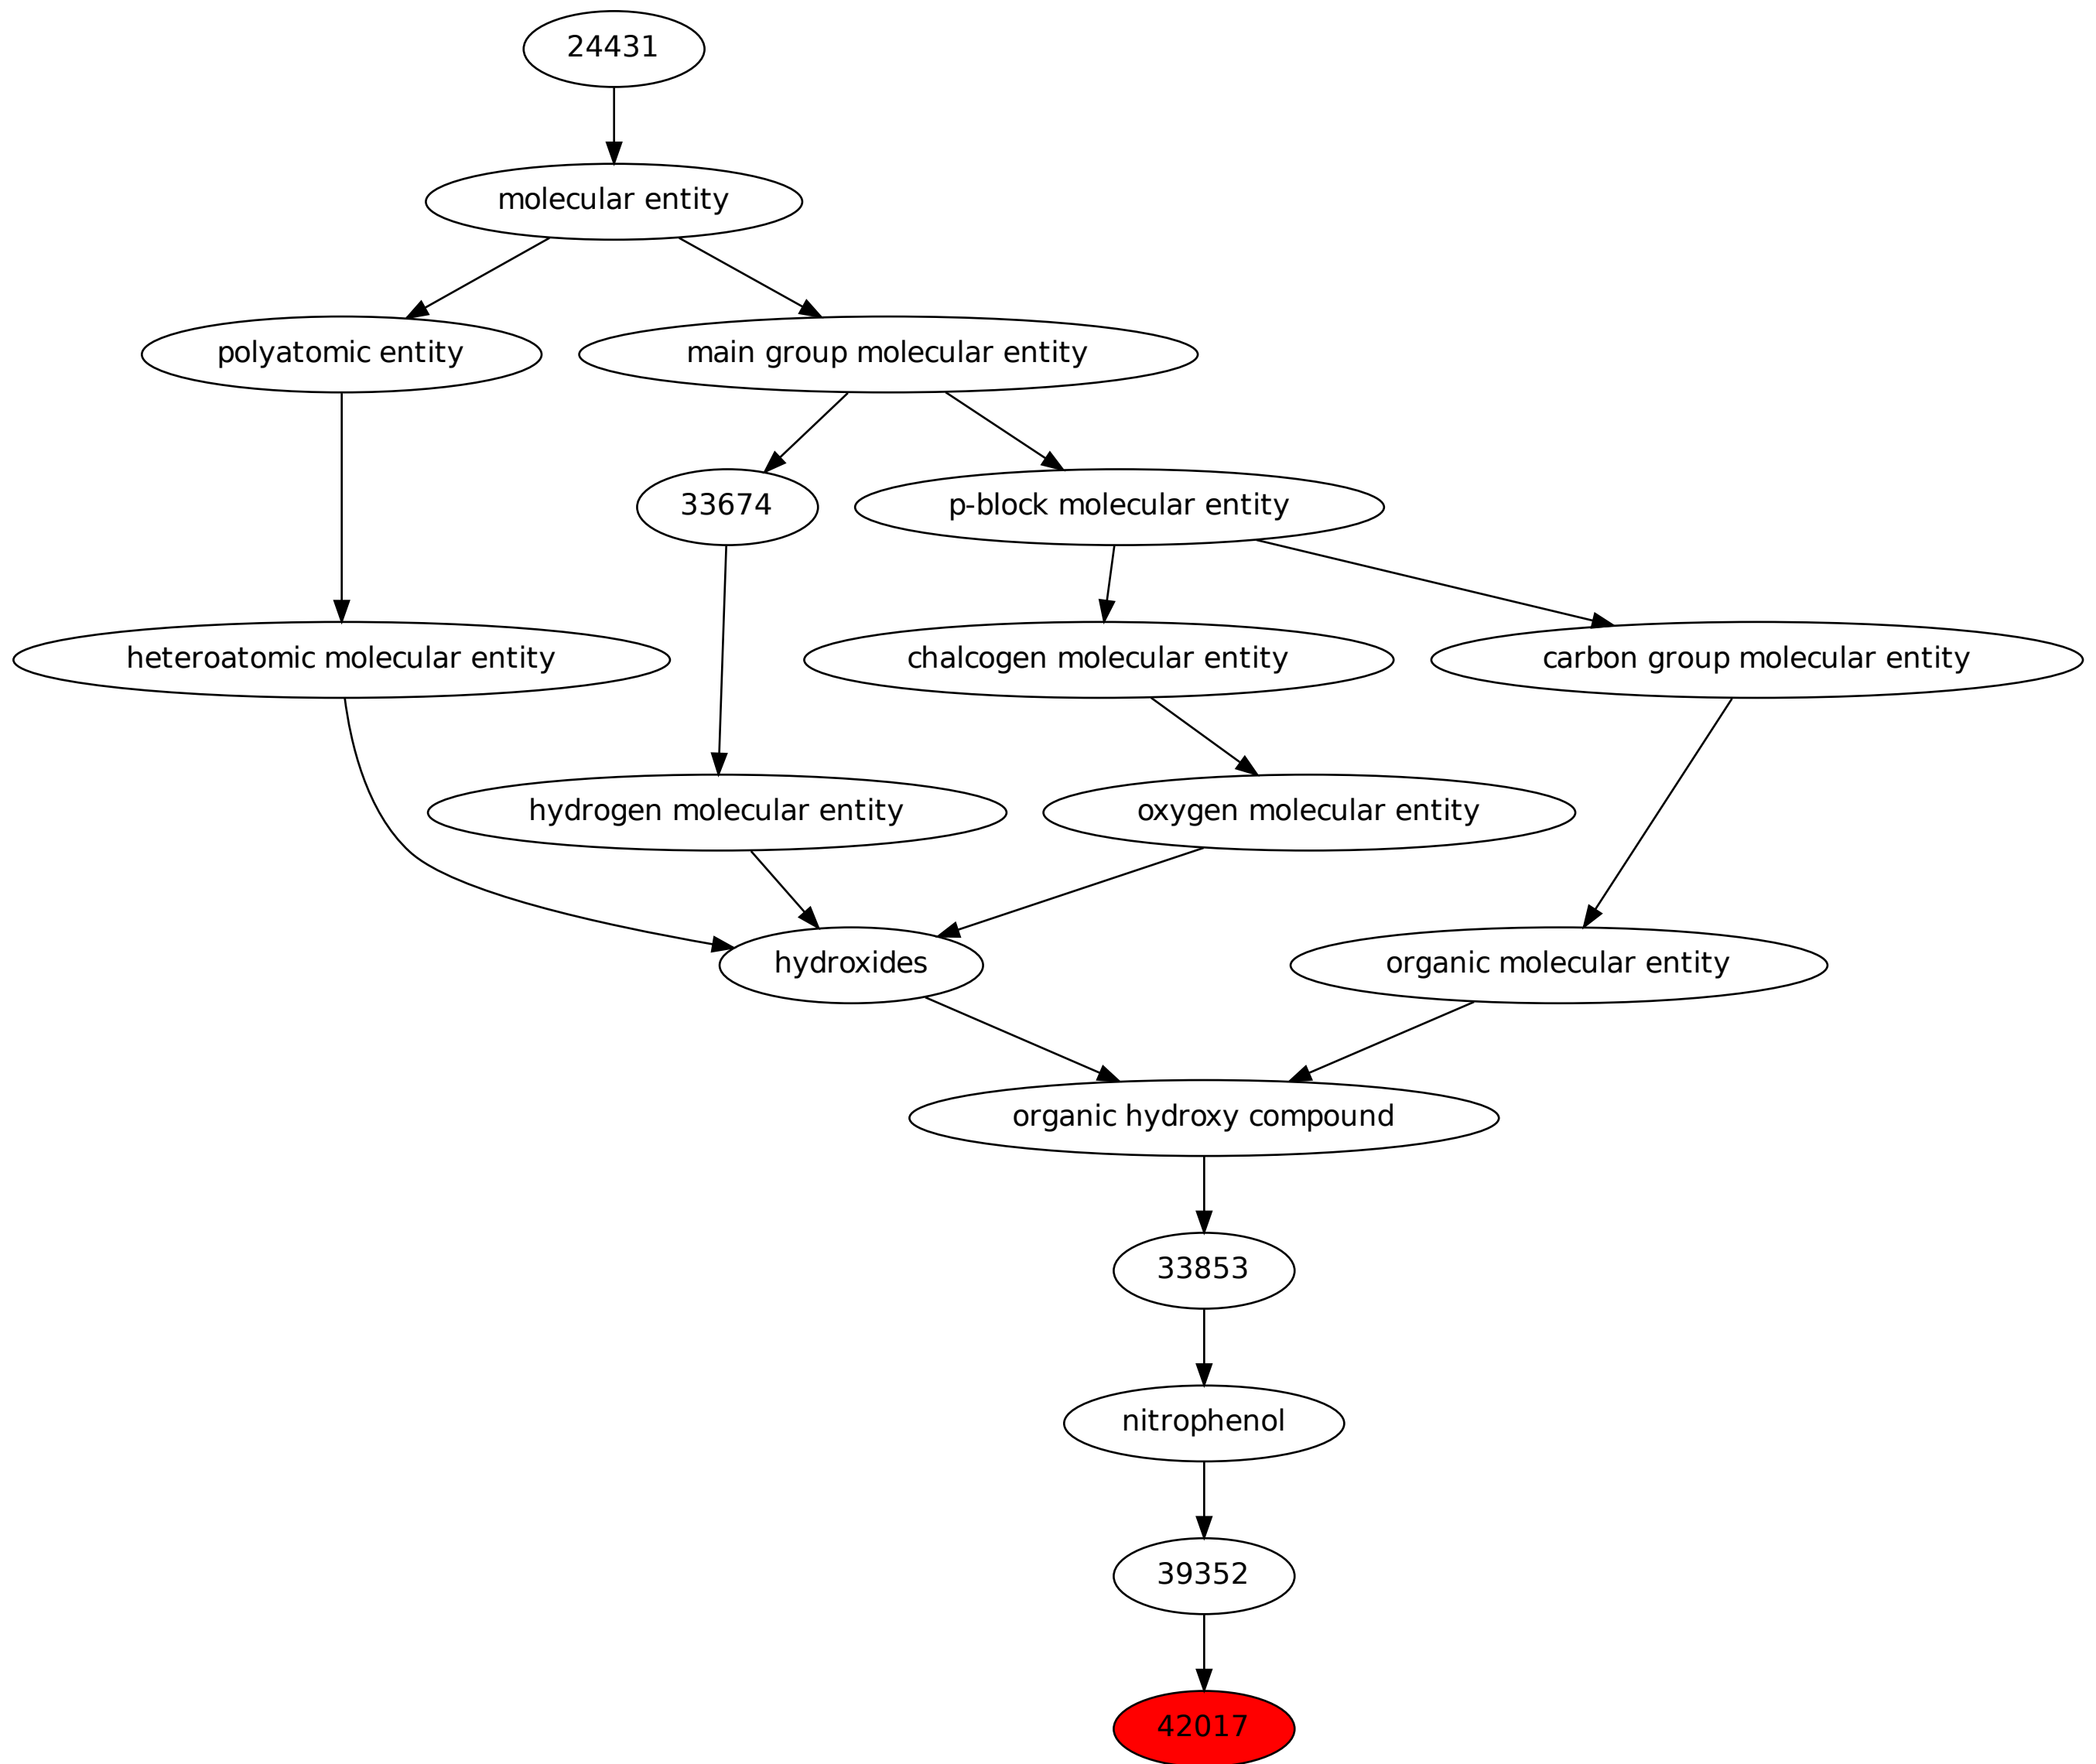 24431
molecular entity
polyatomic entity
main group molecular entity
33674
p-block molecular entity
heteroatomic molecular entity
chalcogen molecular entity
carbon group molecular entity
hydrogen molecular entity
oxygen molecular entity
hydroxides
organic molecular entity
organic hydroxy compound
33853
nitrophenol
39352
42017